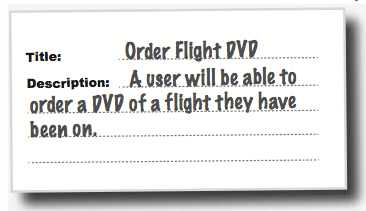 Title: Order Flight DVD
Description: A user will be able to
order a DVD of a flight they have
been on.